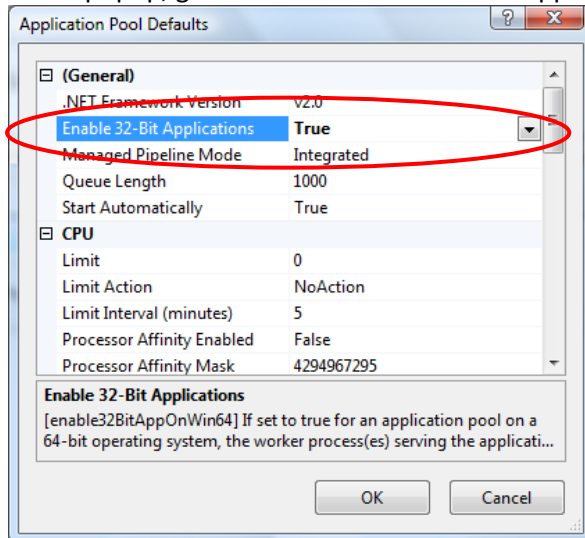 Application Pool Defaults
(General)
.NET Framework Version v2.0
Enable 32-Bit Applications True
Managed Pipeline Mode Integrated
Queue Length 1000
Start Automatically True
CPU
Limit 0
Limit Action NoAction
Limit Interval (minutes) 5
Processor Affinity Enabled False
Processor Affinity Mask 4294967295
Enable 32-Bit Applications
[enable32BitAppOnWin64] If set to true for an application pool on a
64-bit operating system, the worker process(es) serving the applicati...
OK Cancel